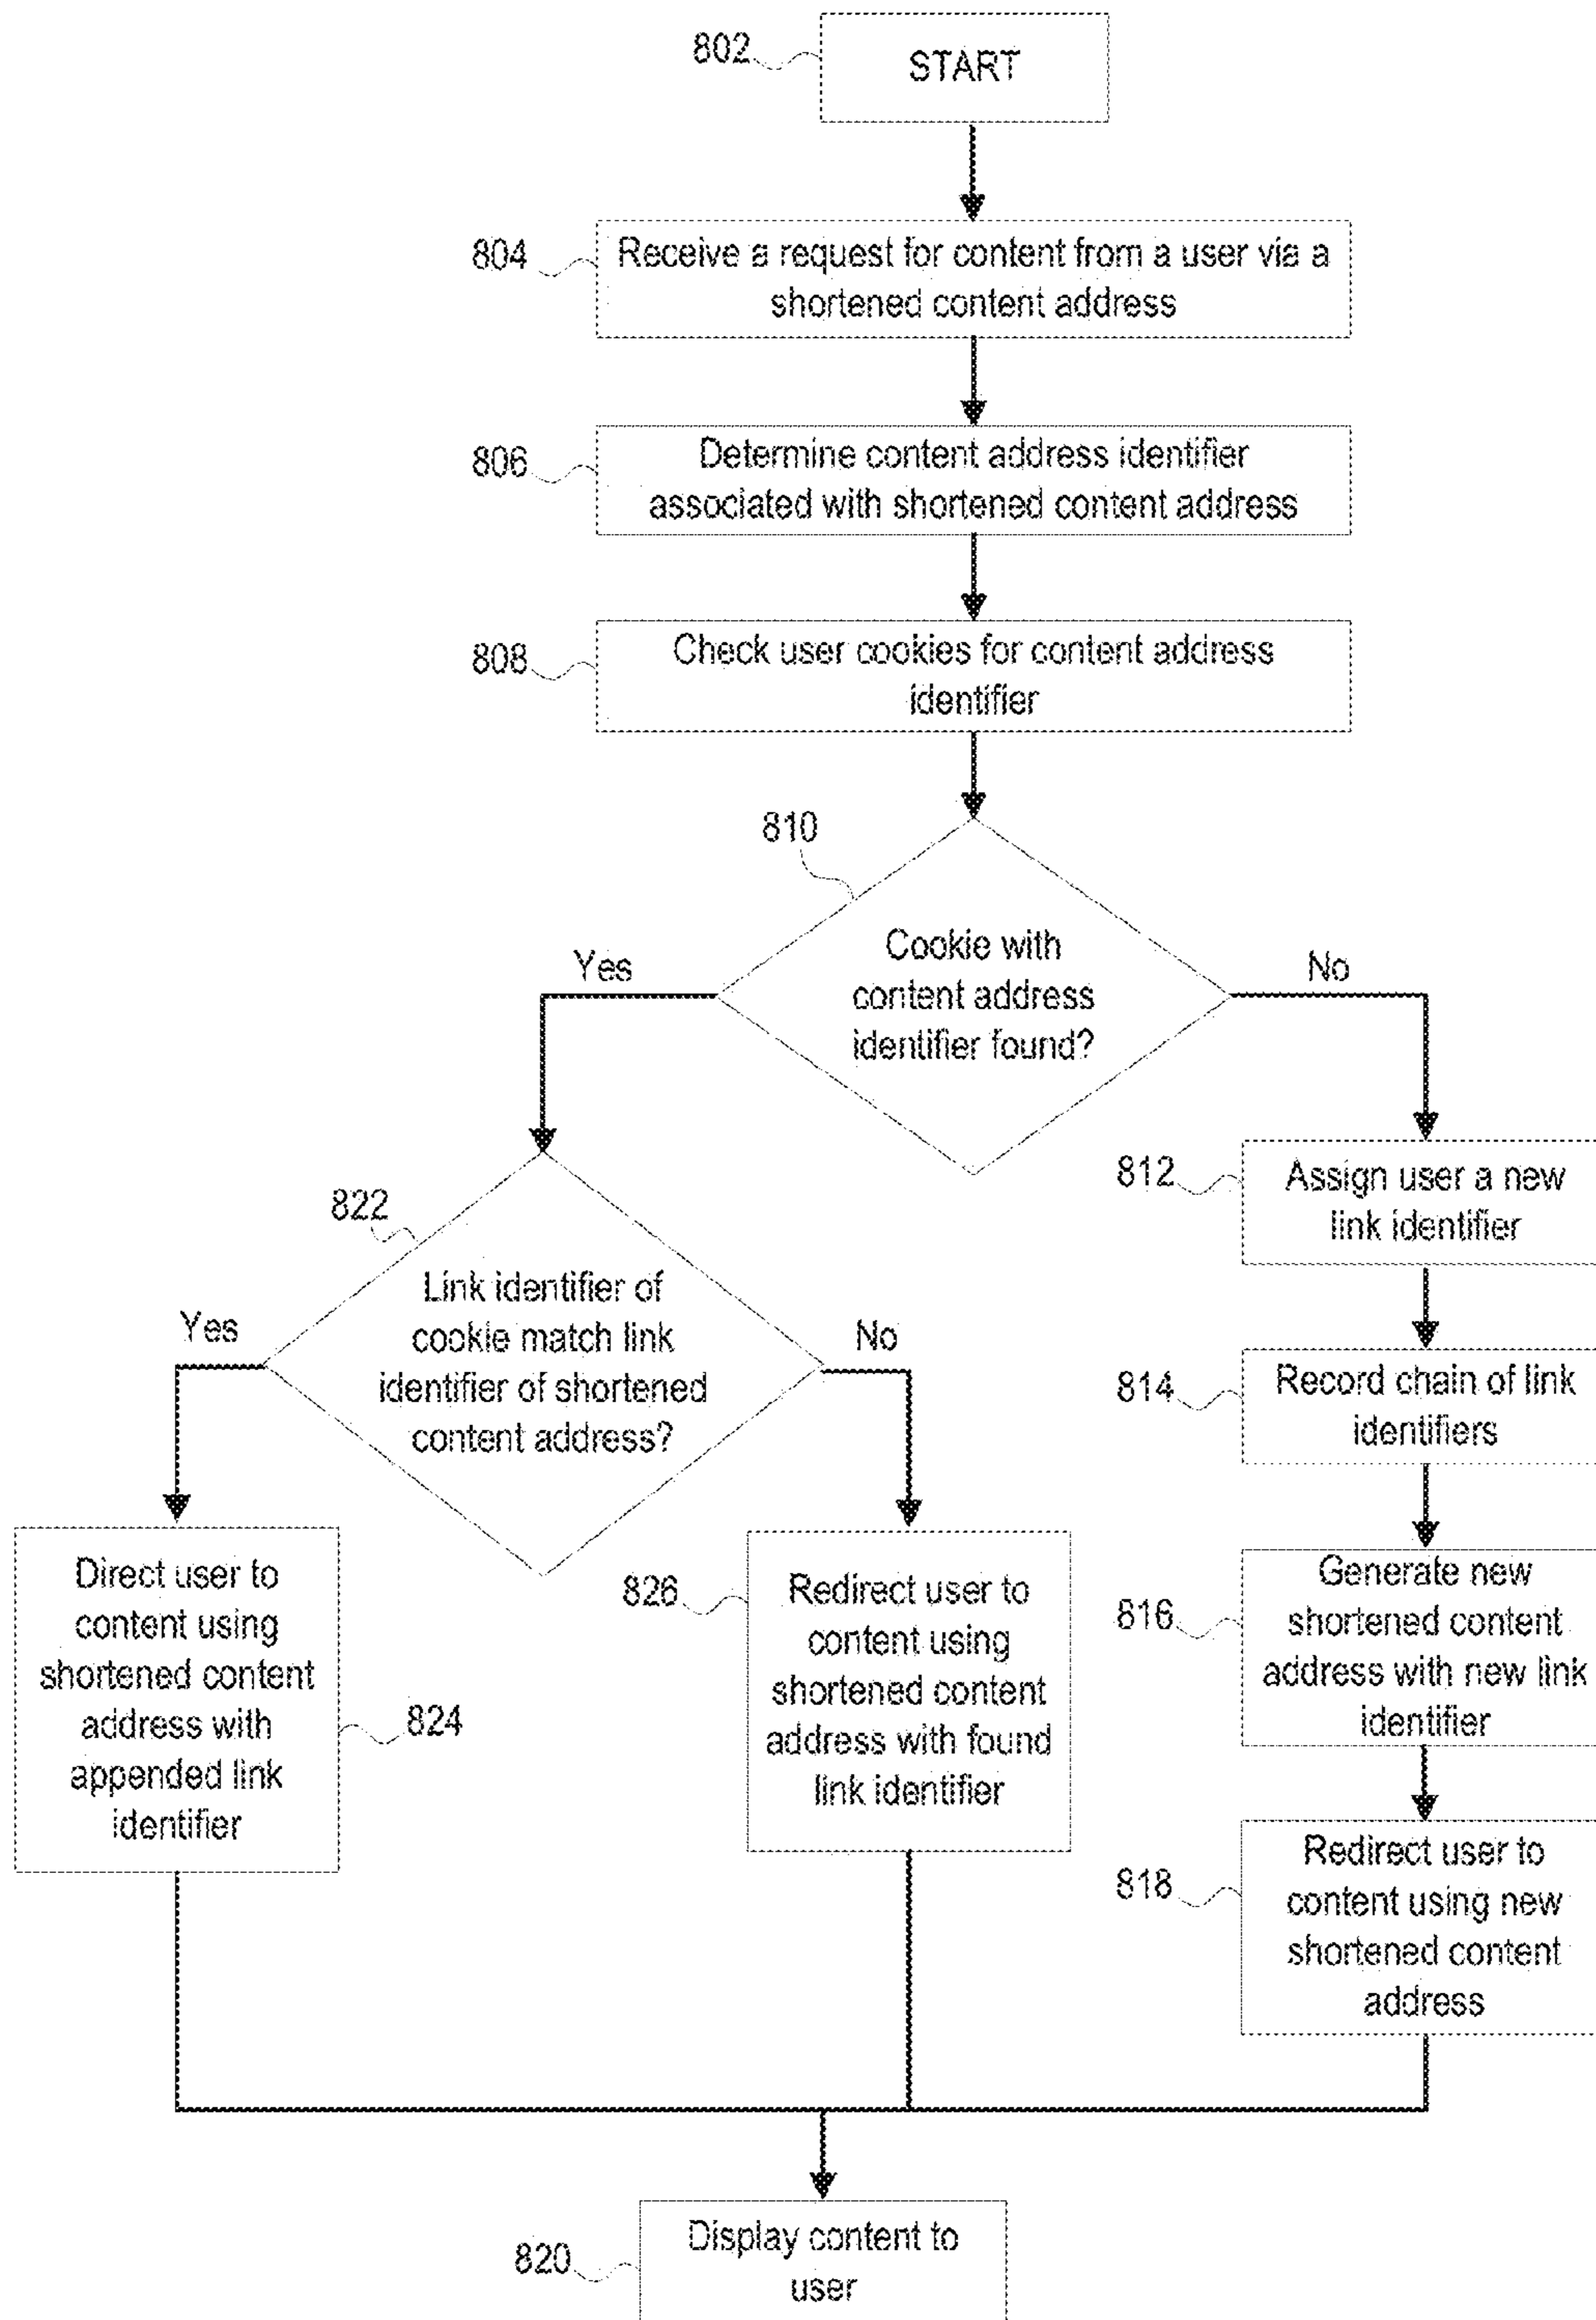 802
START
804
Receive a request for content from a user via a
shortened content address
806
Determine content address identifier
associated with shortened content address
808
Check user cookies for content address
identifier
810
Cookie with
content address
identifier found?
Yes
No
812
Assign user a new
link identifier
822
Link identifier of
cookie match link
identifier of shortened
content address?
Yes
No
814
Record chain of link
identifiers
824
Direct user to
content using
shortened content
address with
appended link
identifier
826
Redirect user to
content using
shortened content
address with found
link identifier
816
Generate new
shortened content
address with new link
identifier
818
Redirect user to
content using new
shortened content
address
820
Display content to
user